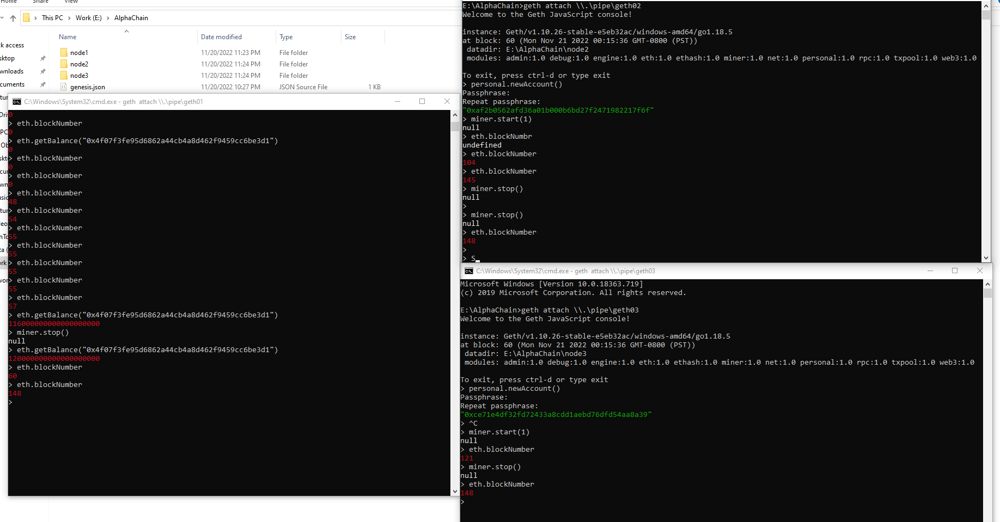 Home Share View
This PC > Work (E:) > AlphaChain
Name Date modified Type Size
node1 11/20/2022 11:23 PM File folder
node2 11/20/2022 11:24 PM File folder
node3 11/20/2022 11:24 PM File folder
genesis.json 11/20/2022 10:27 PM JSON Source File 1 KB
ck access
sktop
wnloads
cuments
C:\Windows\System32\cmd.exe - geth  attach \\.\pipe\geth01
0
> eth.blockNumber
0
> eth.getBalance("0x4f07f3fe95d6862a44cb4a8d462f9459cc6be3d1")
0
> eth.blockNumber
0
> eth.blockNumber
0
> eth.blockNumber
48
> eth.blockNumber
54
> eth.blockNumber
55
> eth.blockNumber
55
> eth.blockNumber
55
> eth.blockNumber
55
> eth.blockNumber
57
> eth.getBalance("0x4f07f3fe95d6862a44cb4a8d462f9459cc6be3d1")
116000000000000000000
> miner.stop()
null
> eth.getBalance("0x4f07f3fe95d6862a44cb4a8d462f9459cc6be3d1")
120000000000000000000
> eth.blockNumber
60
> eth.blockNumber
148
>
E:\AlphaChain>geth attach \\.\pipe\geth02
Welcome to the Geth JavaScript console!
instance: Geth/v1.10.26-stable-e5eb32ac/windows-amd64/go1.18.5
at block: 60 (Mon Nov 21 2022 00:15:36 GMT-0800 (PST))
datadir: E:\AlphaChain\node2
modules: admin:1.0 debug:1.0 engine:1.0 eth:1.0 ethash:1.0 miner:1.0 net:1.0 personal:1.0 rpc:1.0 txpool:1.0 web3:1.0
To exit, press ctrl-d or type exit
> personal.newAccount()
Passphrase:
Repeat passphrase:
"0xaf2b0562afd36a01b000b6bd27f2471982217f6f"
> miner.start(1)
null
> eth.blockNumbr
undefined
> eth.blockNumber
104
> eth.blockNumber
145
> miner.stop()
null
>
> miner.stop()
null
> eth.blockNumber
148
>
> S
C:\Windows\System32\cmd.exe - geth  attach \\.\pipe\geth03
Microsoft Windows [Version 10.0.18363.719]
(c) 2019 Microsoft Corporation. All rights reserved.
E:\AlphaChain>geth attach \\.\pipe\geth03
Welcome to the Geth JavaScript console!
instance: Geth/v1.10.26-stable-e5eb32ac/windows-amd64/go1.18.5
at block: 60 (Mon Nov 21 2022 00:15:36 GMT-0800 (PST))
datadir: E:\AlphaChain\node3
modules: admin:1.0 debug:1.0 engine:1.0 eth:1.0 ethash:1.0 miner:1.0 net:1.0 personal:1.0 rpc:1.0 txpool:1.0 web3:1.0
To exit, press ctrl-d or type exit
> personal.newAccount()
Passphrase:
Repeat passphrase:
"0xce71e4df32fd72433a8cdd1aebd76dfd54aa8a39"
> ^C
> miner.start(1)
null
> eth.blockNumber
121
> miner.stop()
null
> eth.blockNumber
148
>